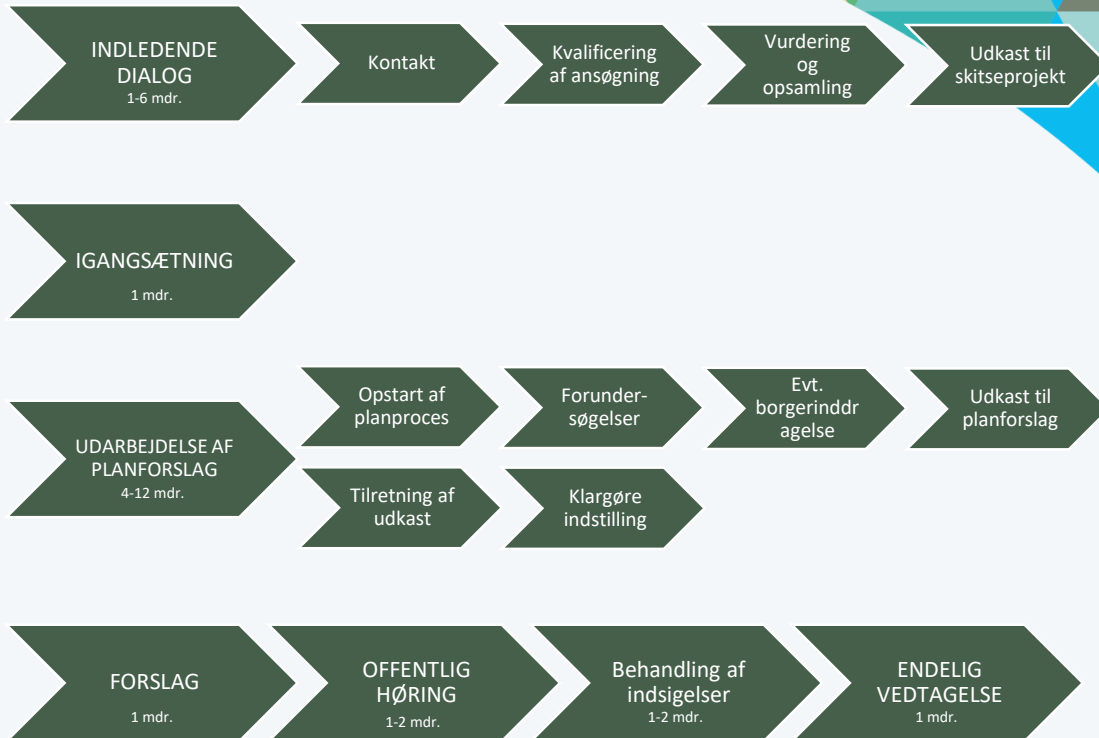 INDLEDENDE
DIALOG
1-6 mdr.
Kontakt
Kvalificering
af ansøgning
Vurdering
og
opsamling
Udkast til
skitseprojekt
IGANGSÆTNING
1 mdr.
UDARBEJDELSE AF
PLANFORSLAG
4-12 mdr.
Opstart af
planproces
Forunder-
søgelser
Evt.
borgerinddr
agelse
Udkast til
planforslag
Tilretning af
udkast
Klargøre
indstilling
FORSLAG
1 mdr.
OFFENTLIG
HØRING
1-2 mdr.
Behandling af
indsigelser
1-2 mdr.
ENDELIG
VEDTAGELSE
1 mdr.